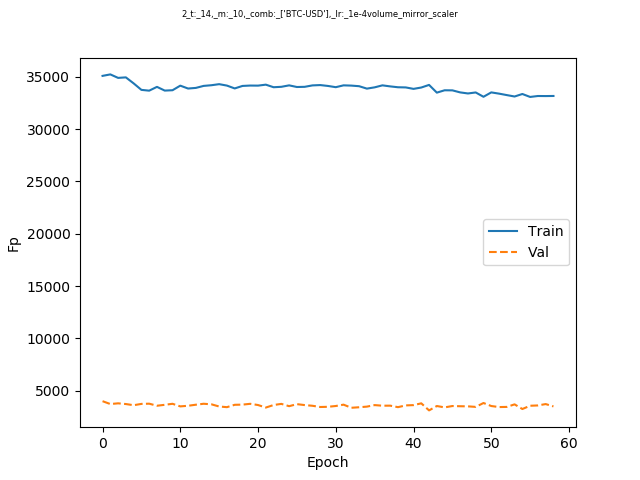 2_t:_14,_m:_10,_comb:_['BTC-USD'],_lr:_1e-4volume_mirror_scaler
35000
30000
25000
20000
15000
10000
5000
Fp
Train
Val
0 10 20 30 40 50 60
Epoch